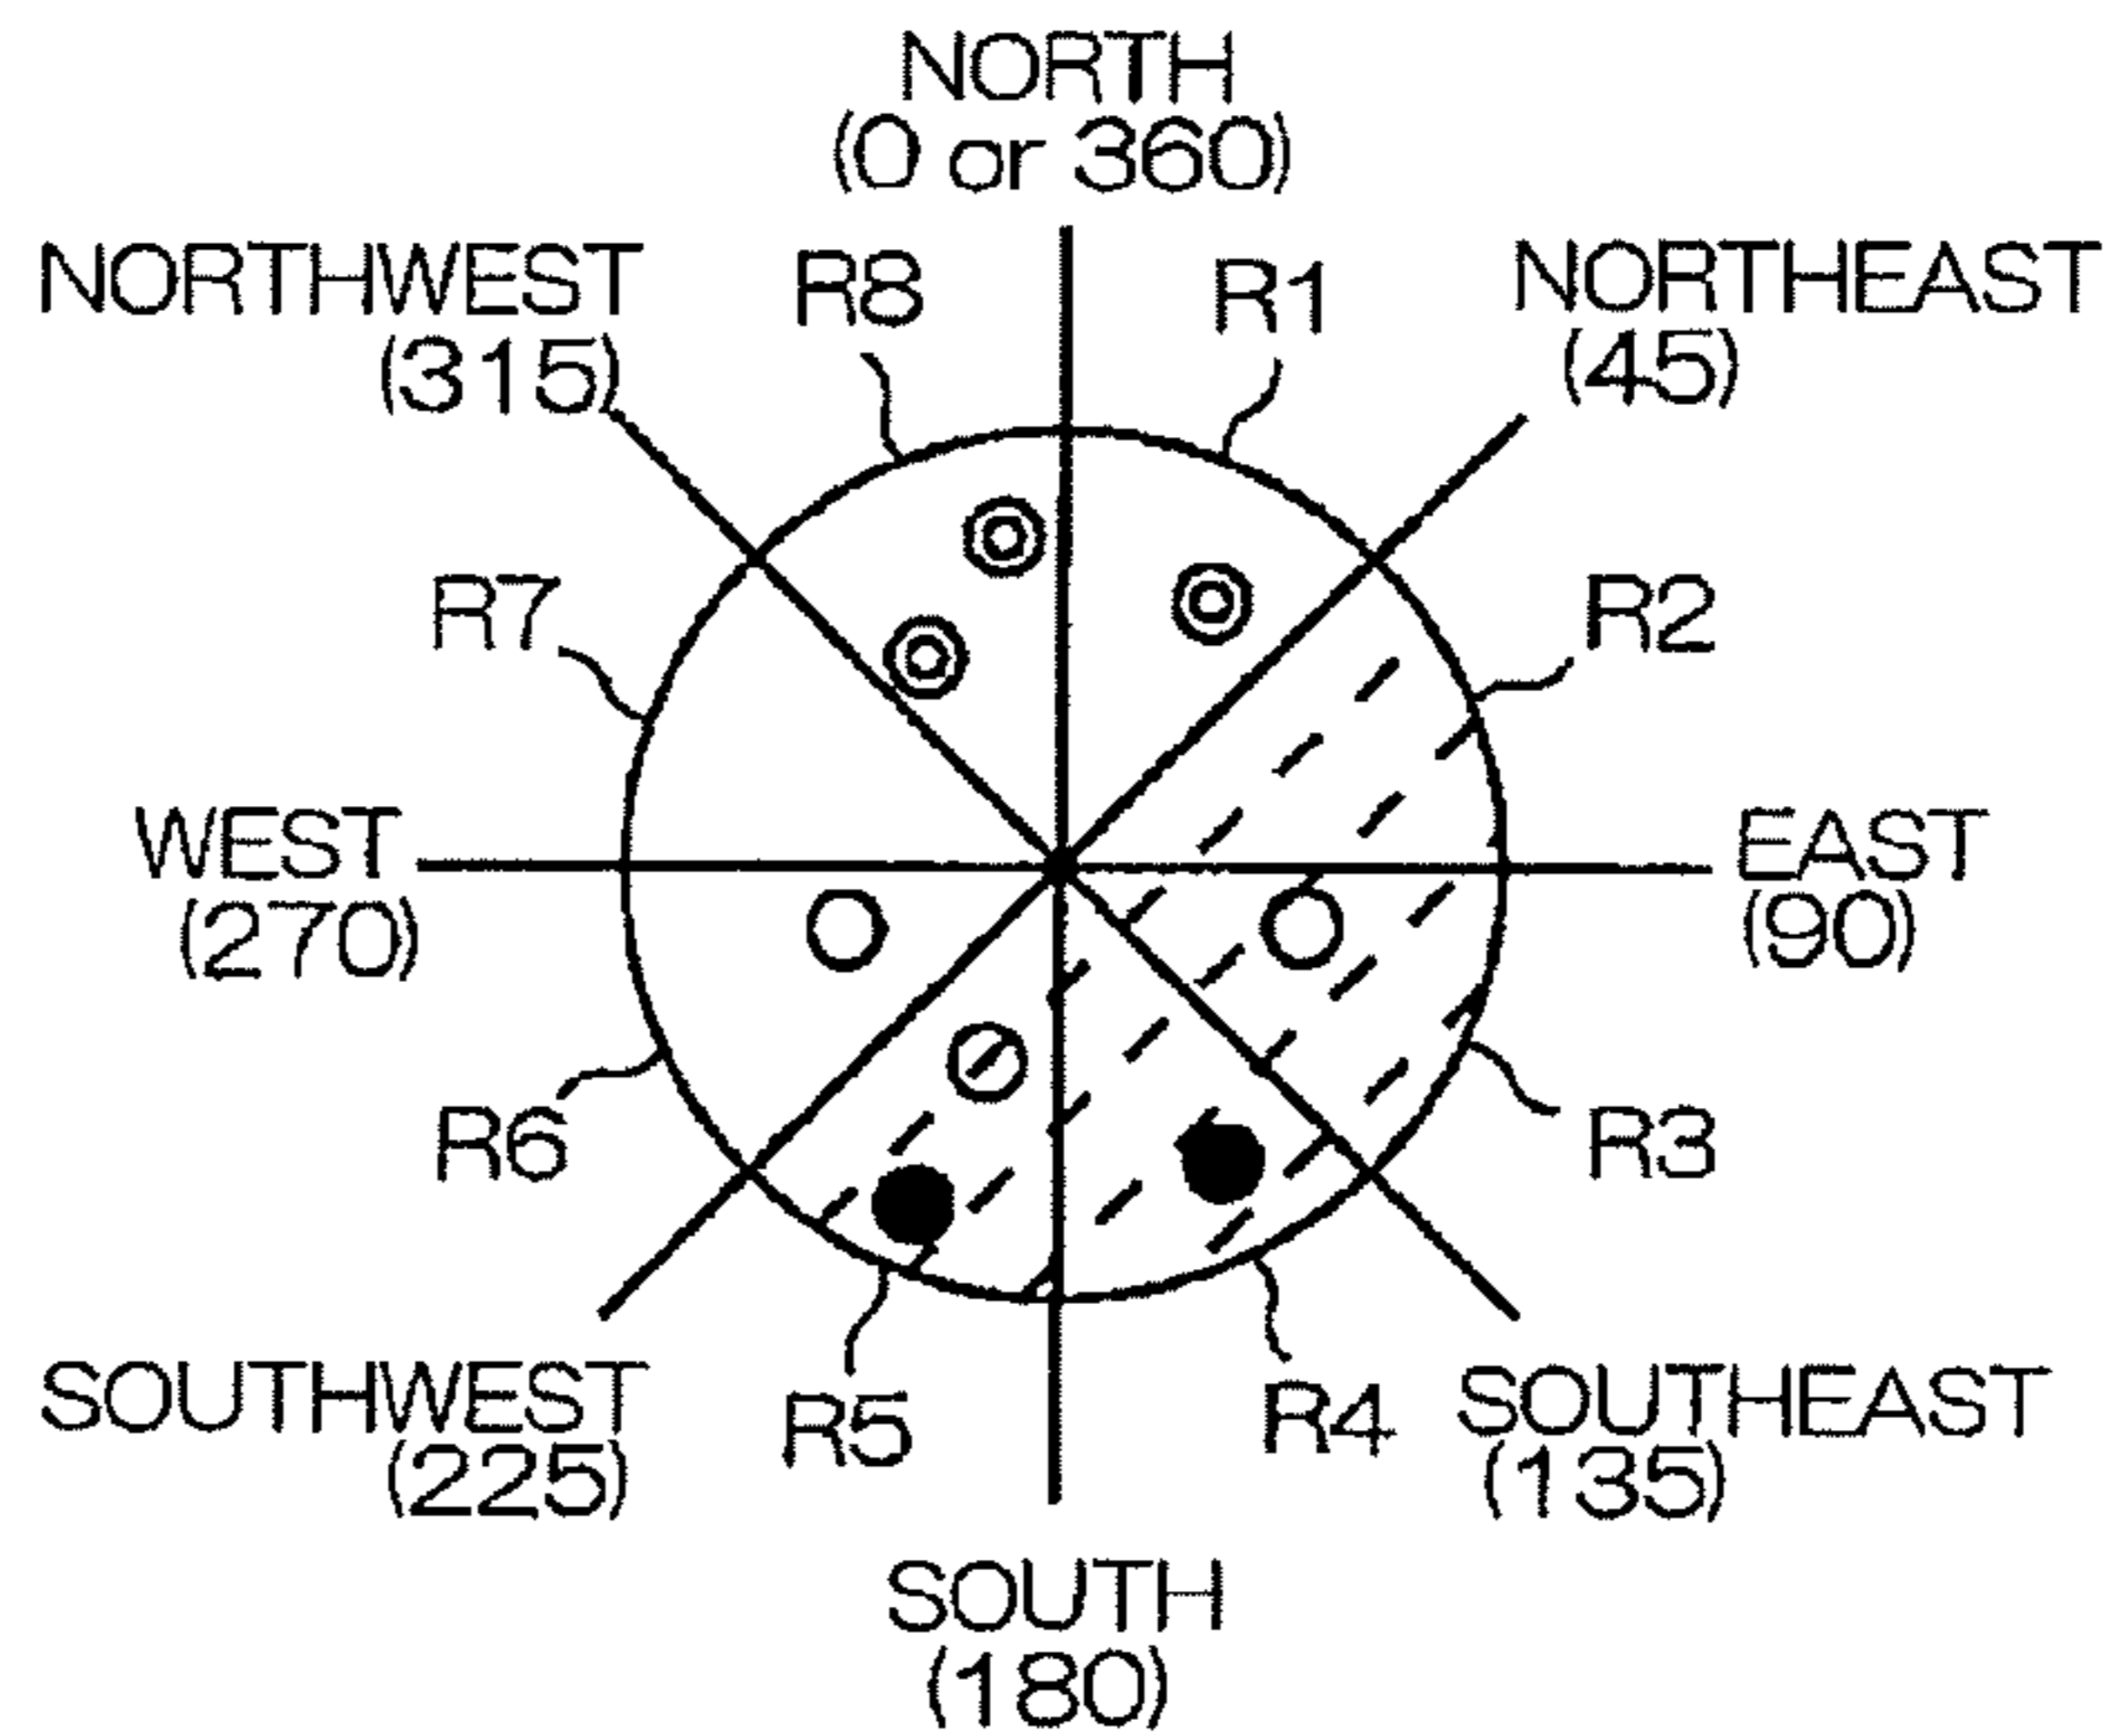 NORTH
(0 or 360)
NORTHWEST
(315)
R8
R1
NORTHEAST
(45)
R7
R2
WEST
(270)
EAST
(90)
R6
R3
SOUTHWEST
(225)
R5
R4
SOUTHEAST
(135)
SOUTH
(180)